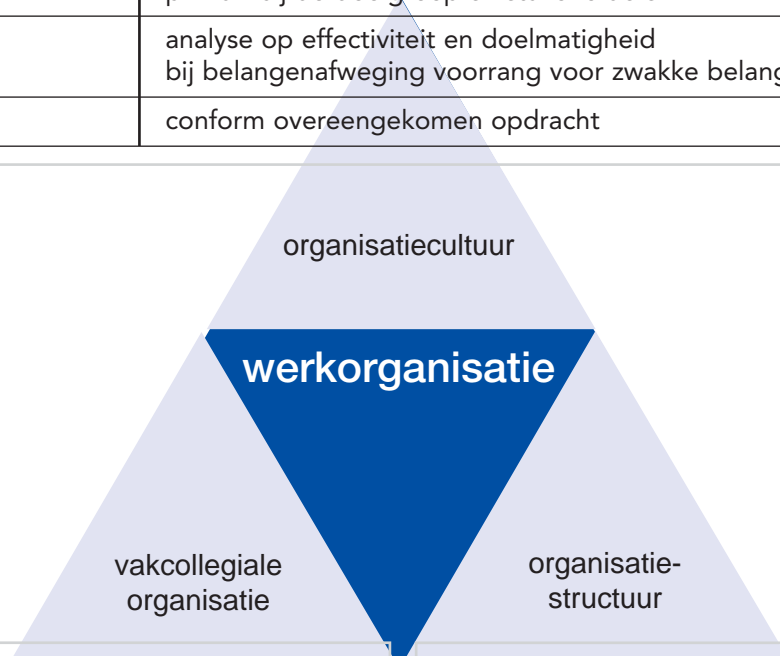 analyse op effectiviteit en doelmatigheid
bij belangenafweging voorrang voor zwakke
conform overeengekomen opdracht
organisatiecultuur
werkorganisatie
vakcollegiale
organisatie
organisatie-
structuur